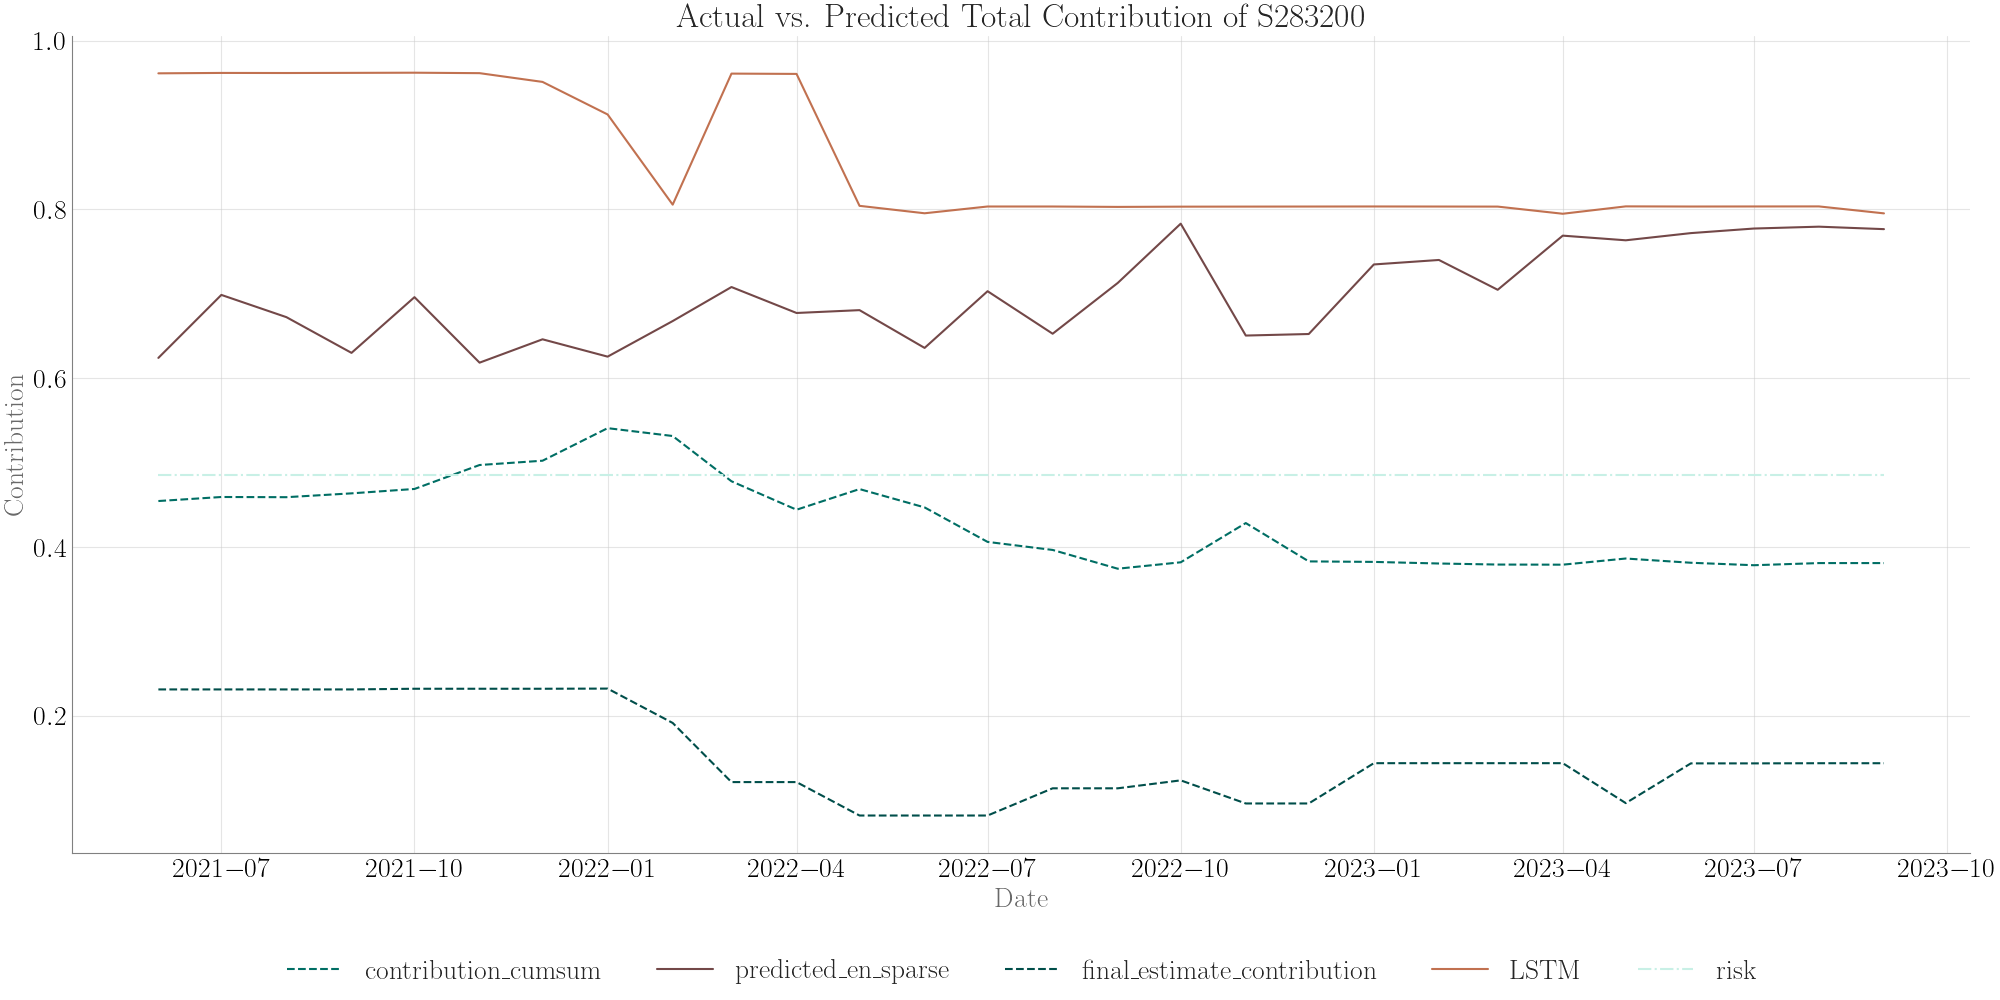 Actual vs. Predicted Total Contribution of S283200
1.0
0.8
0.6
0.4
0.2
Contribution
2021−07 2021−10 2022−01 2022−04 2022−07 2022−10 2023−01 2023−04 2023−07 2023−10
Date
contribution_cumsum predicted_en_sparse final_estimate_contribution LSTM risk